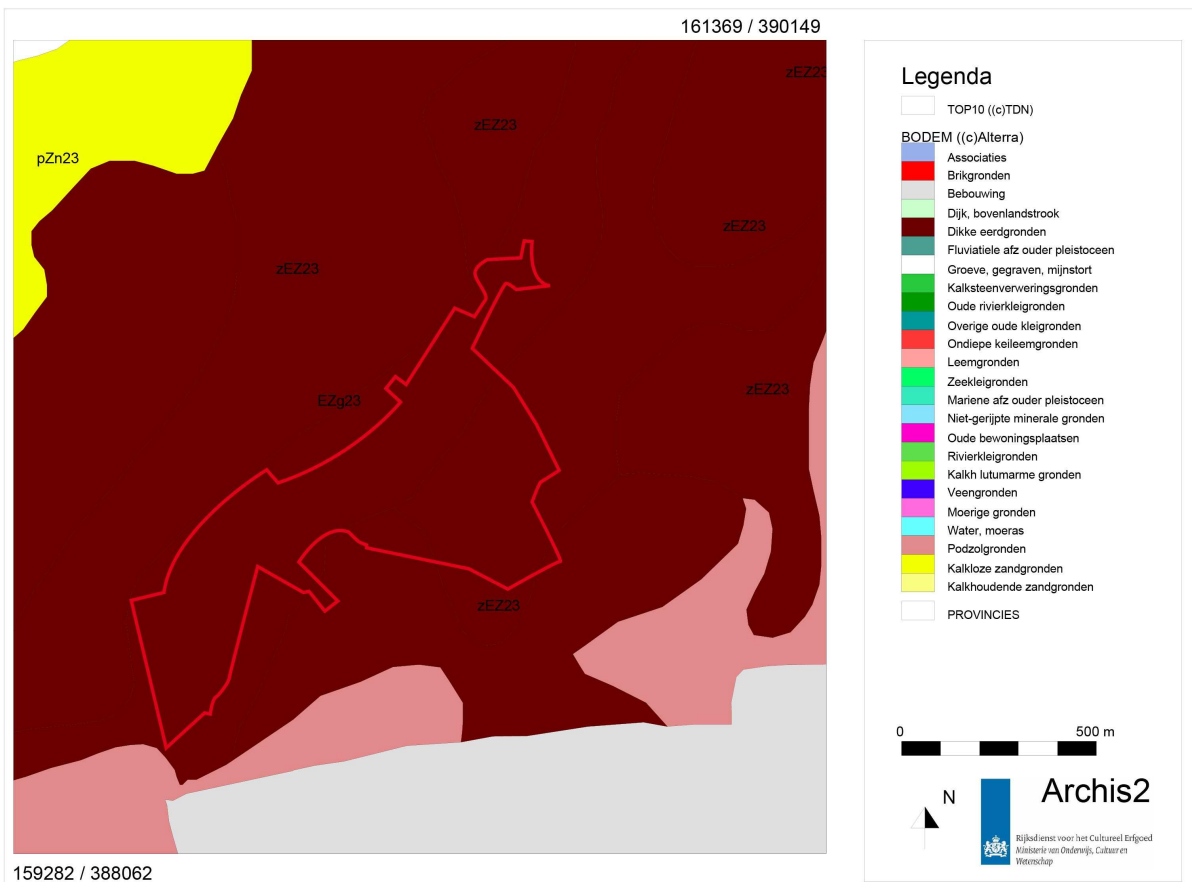 161369 / 390149
zEZ23
zEZ23
pZn23
zEZ23
zEZ23
zEZ23
EZg23
zEZ23
159282 / 388062
Legenda
TOP10 ((c)TDN)
BODEM ((c)Alterra)
Associaties
Brikgronden
Bebouwing
Dijk, bovenlandstrook
Dikke eerdgronden
Fluviatiele afz ouder pleistoceen
Groeve, gegraven, mijnstort
Kalksteenverweringsgronden
Oude rivierkleigronden
Overige oude kleigronden
Ondiepe keileemgronden
Leemgronden
Zeekleigronden
Mariene afz ouder pleistoceen
Niet-gerijpte minerale gronden
Oude bewoningsplaatsen
Rivierkleigronden
Kalkh lutumarme gronden
Veengronden
Moerige gronden
Water, moeras
Podzolgronden
Kalkloze zandgronden
Kalkhoudende zandgronden
PROVINCIES
0 500 m
N
Archis2
Rijksdienst voor het Cultureel Erfgoed
Ministerie van Onderwijs, Cultuur en
Wetenschap